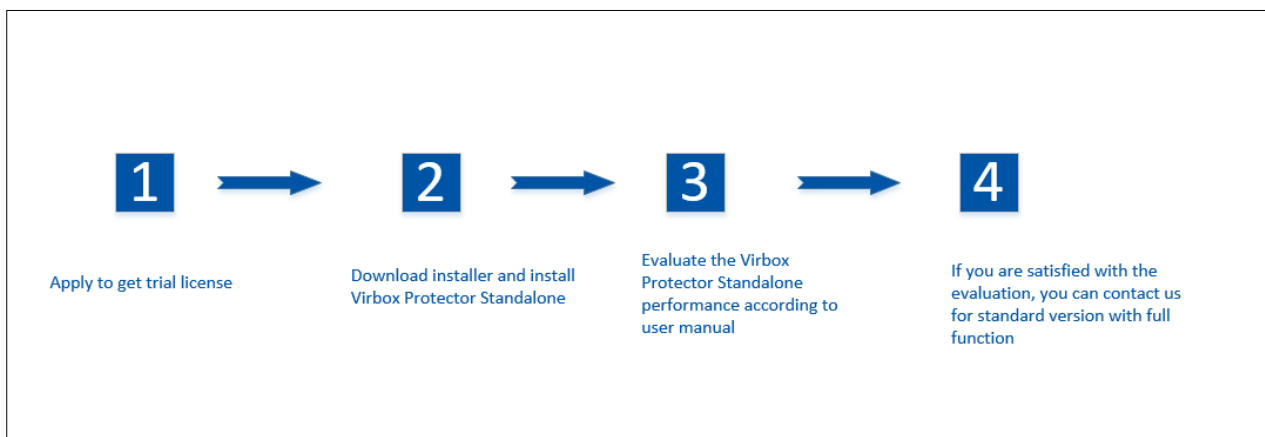 1
2
3
4
Apply to get trial license
Download installer and install
Virbox Protector Standalone
Evaluate the Virbox
Protector Standalone
performance according to
user manual
If you are satisfied with the
evaluation, you can contact us
for standard version with full
function